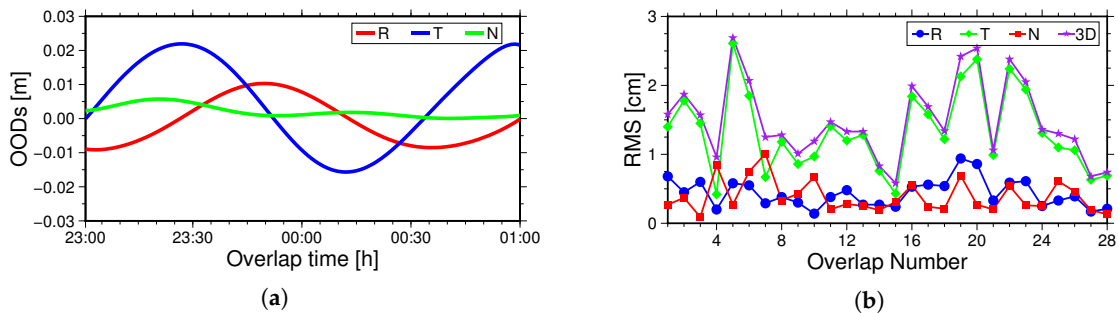 0.03
0.02
0.01
0.00
−0.01
−0.02
−0.03
OODs [m]
R T N
23:00 23:30 00:00 00:30 01:00
Overlap time [h]
(a)
3
2
1
0
RMS [cm]
R T N 3D
4 8 12 16 20 24 28
Overlap Number
(b)